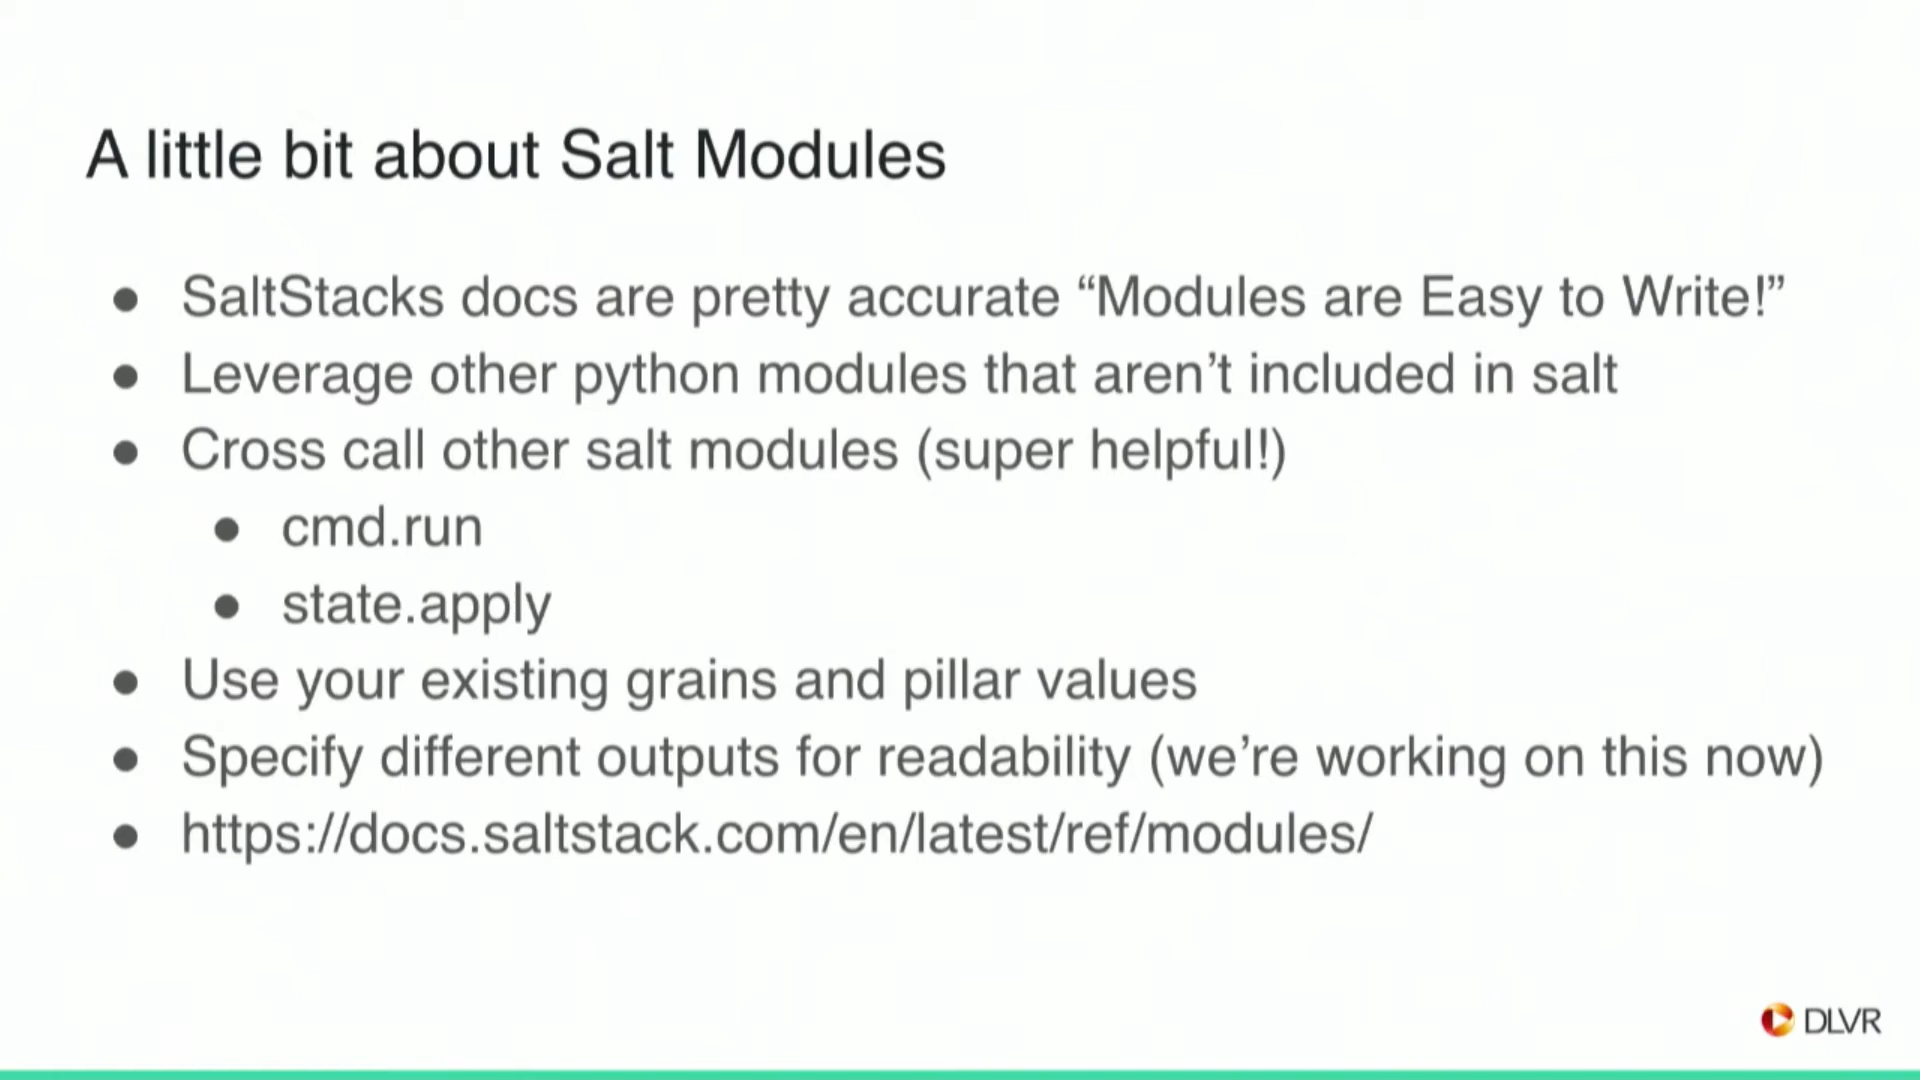 A little bit about Salt Modules
● SaltStacks docs are pretty accurate “Modules are Easy to Write!”
● Leverage other python modules that aren’t included in salt
● Cross call other salt modules (super helpful!)
● cmd.run
● state.apply
● Use your existing grains and pillar values
● Specify different outputs for readability (we’re working on this now)
● https://docs.saltstack.com/en/latest/ref/modules/
DLVR